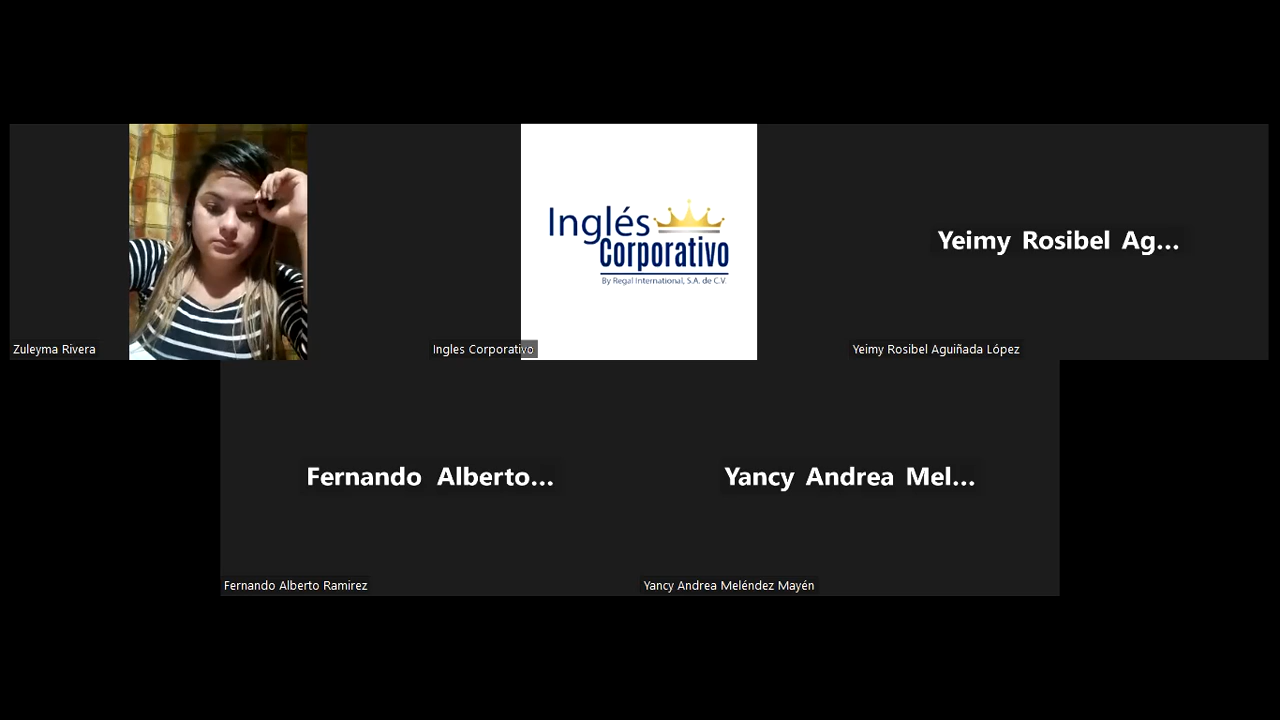 Inglés
Corporativo
By Regal International, S.A. de C.V.
Yeimy Rosibel Ag...
Zuleyma Rivera
Ingles Corporativo
Yeimy Rosibel Aguiñada López
Fernando Alberto...
Yancy Andrea Mel...
Fernando Alberto Ramirez
Yancy Andrea Meléndez Mayén